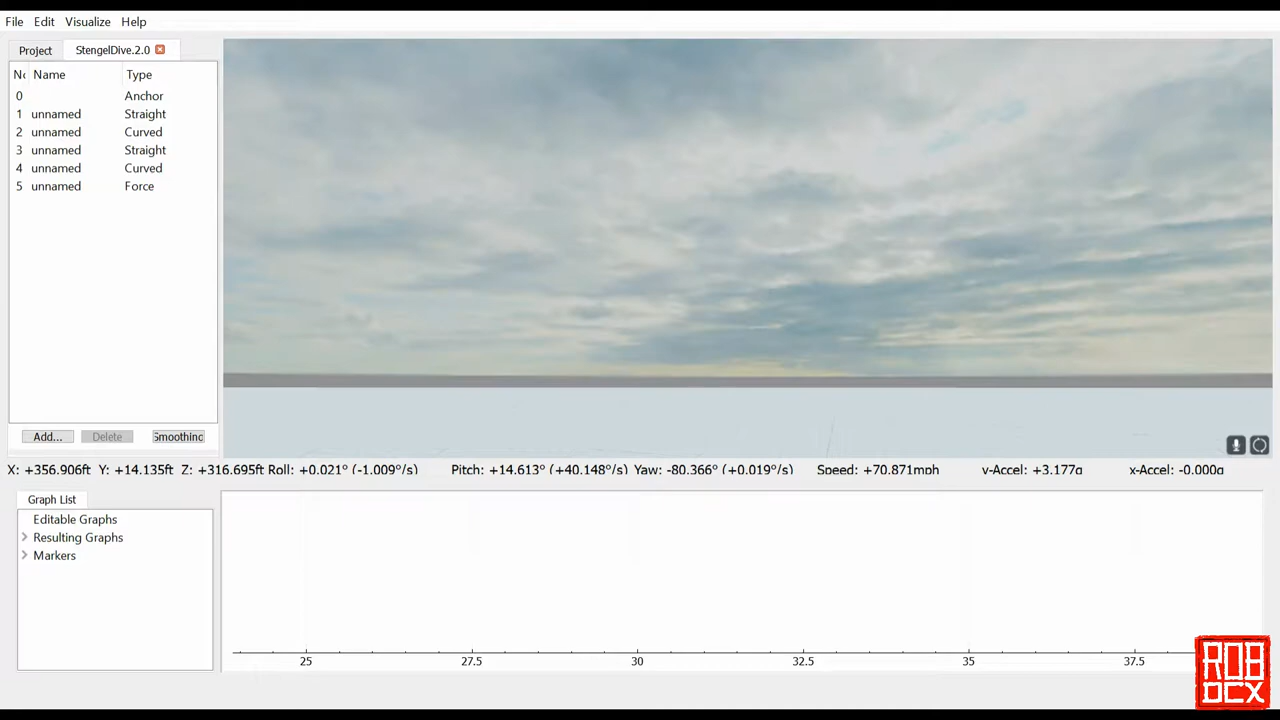 File Edit Visualize Help
Project StengelDive.2.0
No Name Type
0 Anchor
1 unnamed Straight
2 unnamed Curved
3 unnamed Straight
4 unnamed Curved
5 unnamed Force
Add... Delete Smoothing
X: +356.906ft Y: +14.135ft Z: +316.695ft Roll: +0.021° (-1.009°/s) Pitch: +14.613° (+40.148°/s) Yaw: -80.366° (+0.019°/s) Speed: +70.871mph v-Accel: +3.177g x-Accel: -0.000g
Graph List
Editable Graphs
Resulting Graphs
Markers
25 27.5 30 32.5 35 37.5
ROB
DCX